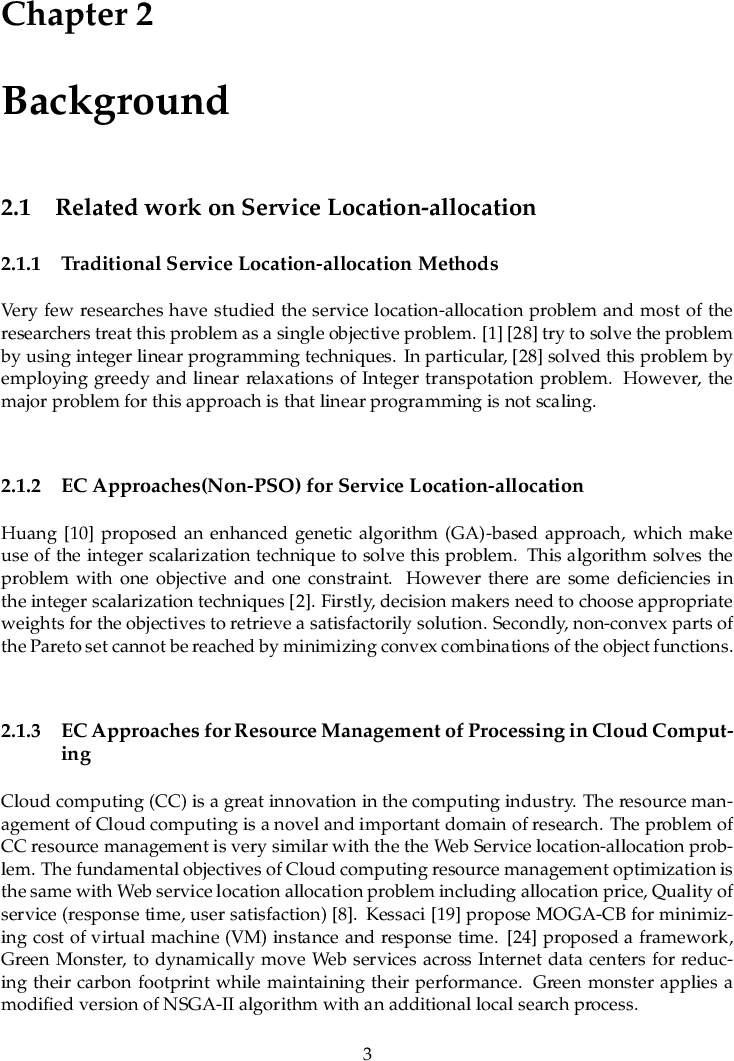 Chapter 2
Background
2.1 Related work on Service Location-allocation
2.1.1 Traditional Service Location-allocation Methods
Very few researches have studied the service location-allocation problem and most of the
researchers treat this problem as a single objective problem. [1] [28] try to solve the problem
by using integer linear programming techniques. In particular, [28] solved this problem by
employing greedy and linear relaxations of Integer transpotation problem. However, the
major problem for this approach is that linear programming is not scaling.
2.1.2 EC Approaches(Non-PSO) for Service Location-allocation
Huang [10] proposed an enhanced genetic algorithm (GA)-based approach, which make
use of the integer scalarization technique to solve this problem. This algorithm solves the
problem with one objective and one constraint. However there are some deficiencies in
the integer scalarization techniques [2]. Firstly, decision makers need to choose appropriate
weights for the objectives to retrieve a satisfactorily solution. Secondly, non-convex parts of
the Pareto set cannot be reached by minimizing convex combinations of the object functions.
2.1.3 EC Approaches for Resource Management of Processing in Cloud Comput-
ing
Cloud computing (CC) is a great innovation in the computing industry. The resource man-
agement of Cloud computing is a novel and important domain of research. The problem of
CC resource management is very similar with the the Web Service location-allocation prob-
lem. The fundamental objectives of Cloud computing resource management optimization is
the same with Web service location allocation problem including allocation price, Quality of
service (response time, user satisfaction) [8]. Kessaci [19] propose MOGA-CB for minimiz-
ing cost of virtual machine (VM) instance and response time. [24] proposed a framework,
Green Monster, to dynamically move Web services across Internet data centers for reduc-
ing their carbon footprint while maintaining their performance. Green monster applies a
modified version of NSGA-II algorithm with an additional local search process.
3